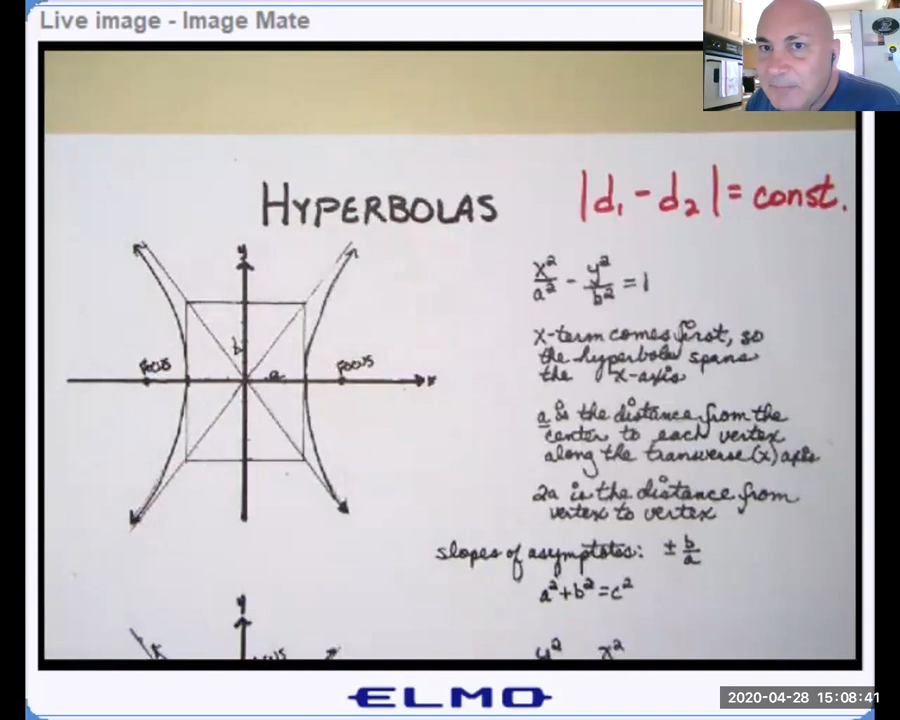 Live image - Image Mate
HYPERBOLAS
|d₁ - d₂| = const.
y
b
a
x
FOCUS
FOCUS
x²/a² - y²/b² = 1
x-term comes first, so
the hyperbola spans
the x-axis
a is the distance from the
center to each vertex
along the transverse (x) axis.
2a is the distance from
vertex to vertex
slopes of asymptotes: ± b/a
a² + b² = c²
y
y² x²
ELMO
2020-04-28 15:08:41